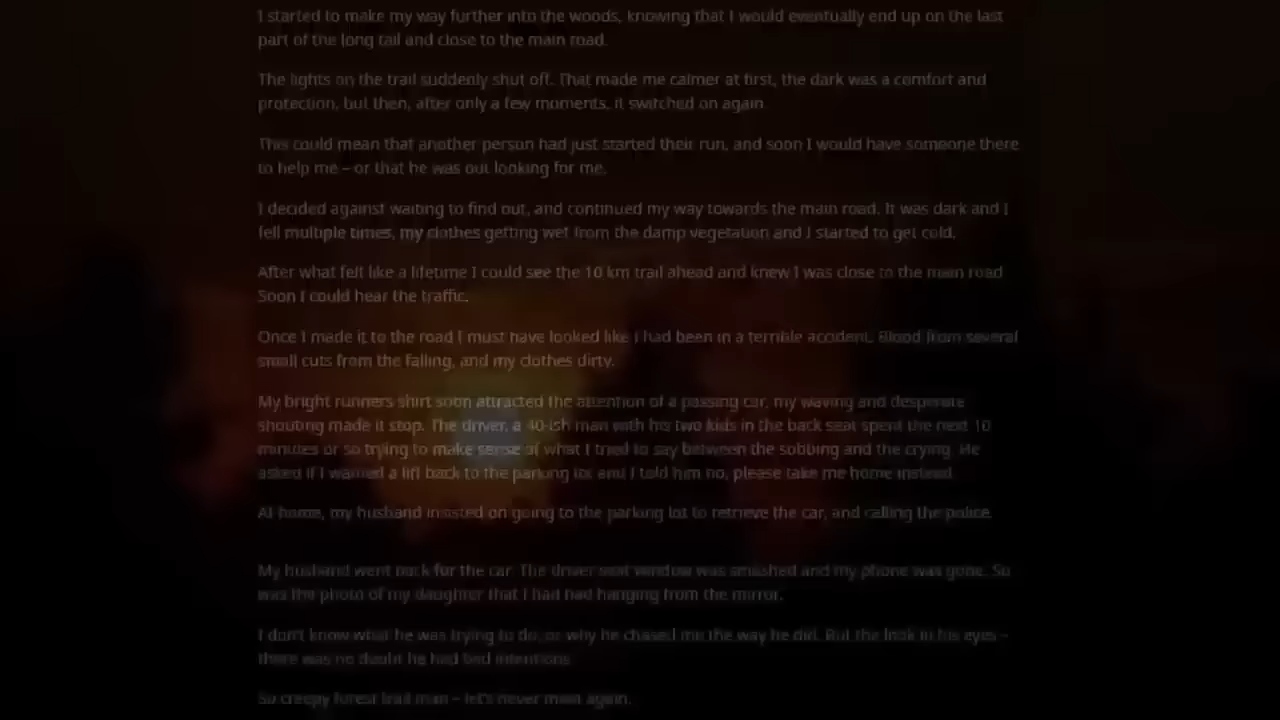 I started to make my way further into the woods, knowing that I would eventually end up on the last
part of the long tail and close to the main road.
The lights on the trail suddenly shut off. That made me calmer at first, the dark was a comfort and
protection, but then, after only a few moments, it switched on again.
This could mean that another person had just started their run, and soon I would have someone there
to help me – or that he was out looking for me.
I decided against waiting to find out, and continued my way towards the main road. It was dark and I
fell multiple times, my clothes getting wet from the damp vegetation and I started to get cold.
After what felt like a lifetime I could see the 10 km trail ahead and knew I was close to the main road
Soon I could hear the traffic.
Once I made it to the road I must have looked like I had been in a terrible accident. Blood from several
small cuts from the falling, and my clothes dirty.
My bright runners shirt soon attracted the attention of a passing car, my waving and desperate
shouting made it stop. The driver, a 40-ish man with his two kids in the back seat spent the next 10
minutes or so trying to make sense of what I tried to say between the sobbing and the crying. He
asked if I wanted a lift back to the parking lot and I told him no, please take me home instead.
At home, my husband insisted on going to the parking lot to retrieve the car, and calling the police.
My husband went back for the car. The driver seat window was smashed and my phone was gone. So
was the photo of my daughter that I had had hanging from the mirror.
I don't know what he was trying to do, or why he chased me the way he did. But the look in his eyes –
there was no doubt he had bad intentions.
So creepy forest trail man – let's never meet again.